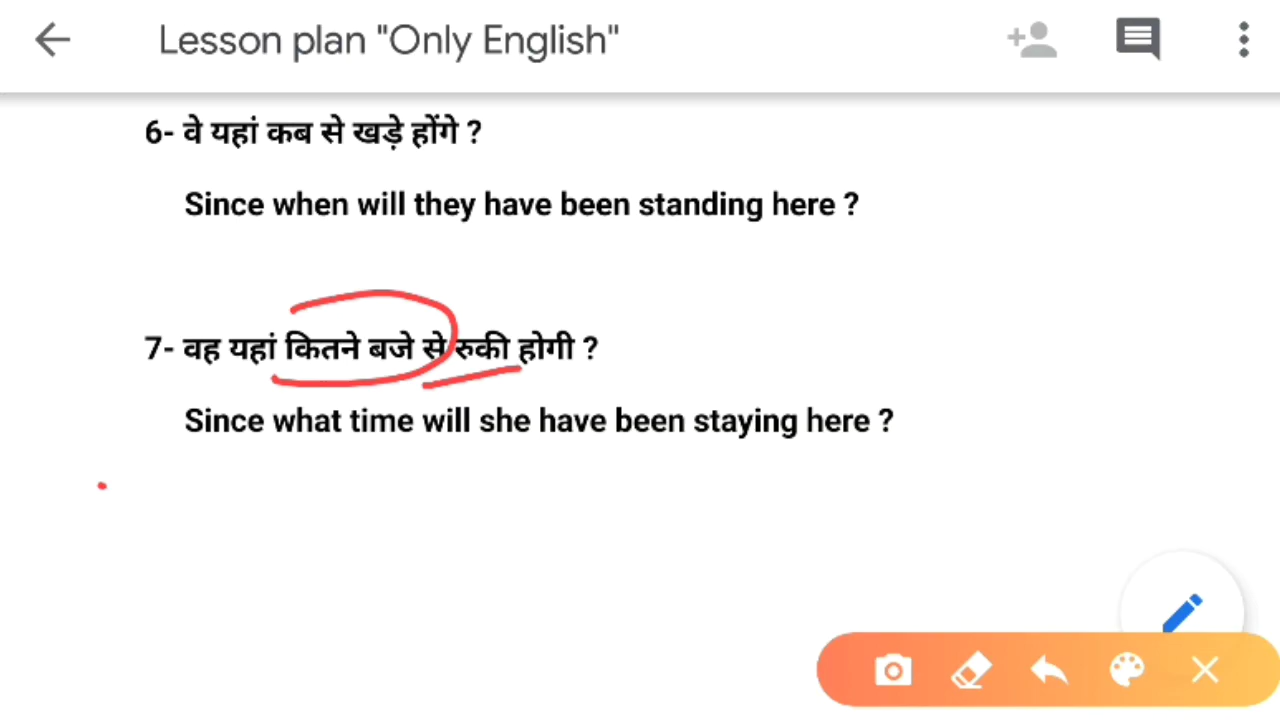 Lesson plan "Only English"
6- वे यहां कब से खड़े होंगे ?
Since when will they have been standing here ?
7- वह यहां कितने बजे से रुकी होगी ?
Since what time will she have been staying here ?